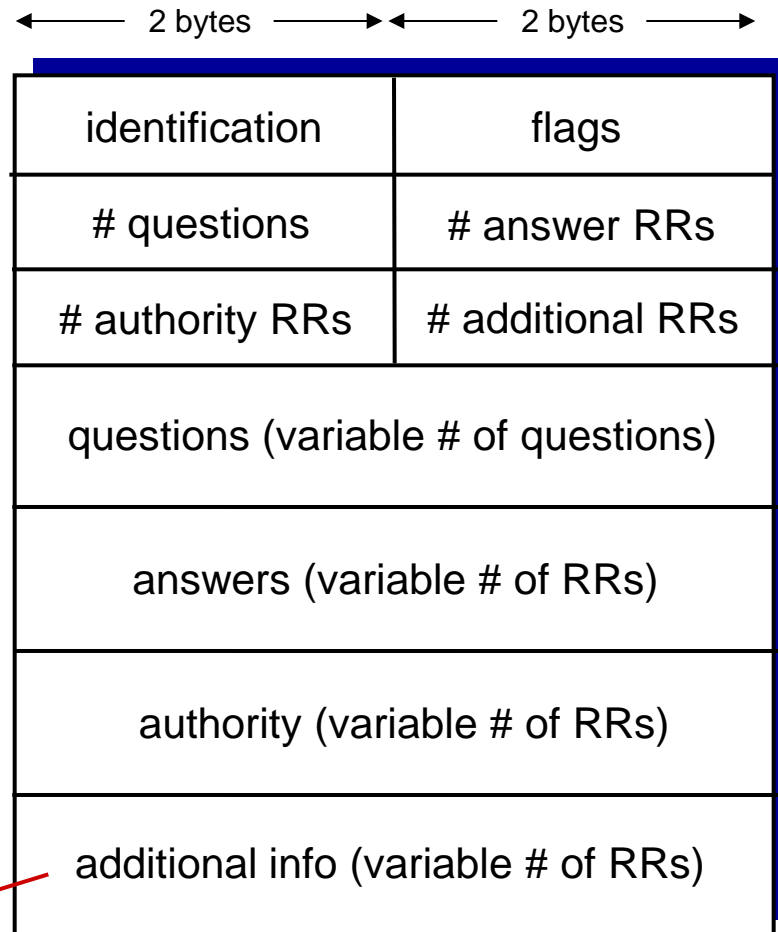 2 bytes 2 bytes
identification flags
# questions # answer RRs
# authority RRs # additional RRs
questions (variable # of questions)
answers (variable # of RRs)
authority (variable # of RRs)
additional info (variable # of RRs)